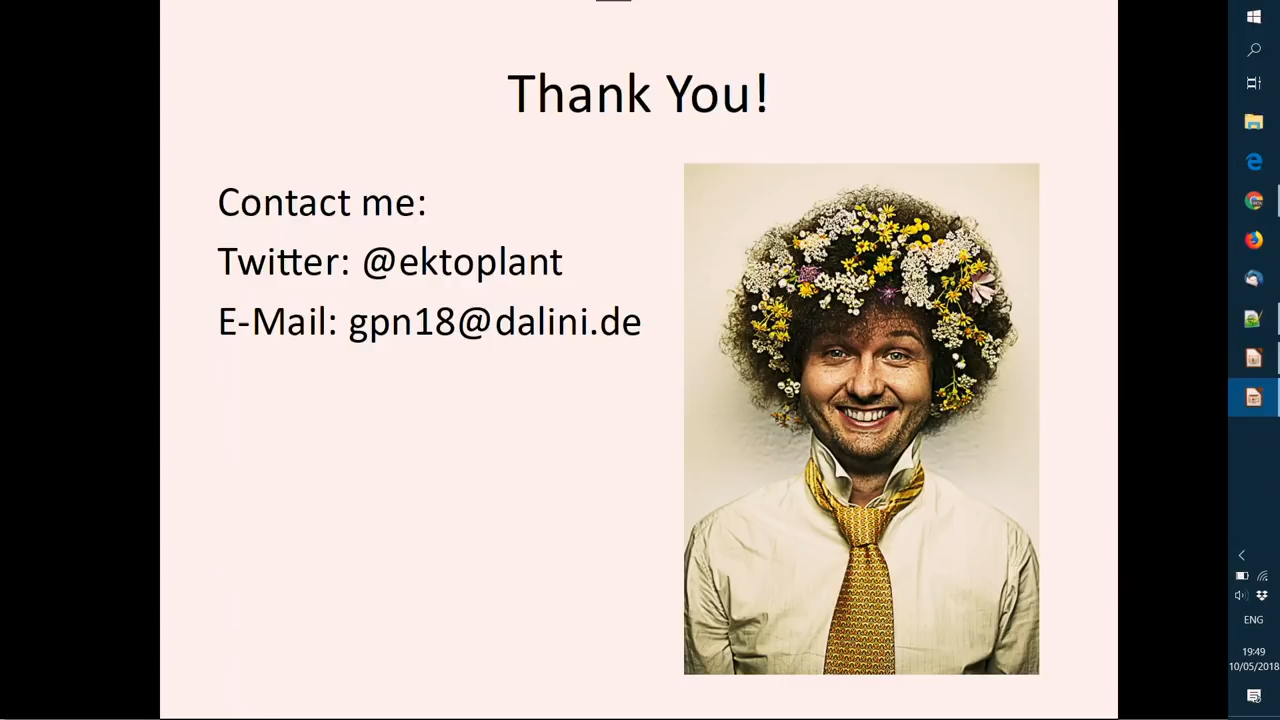 Thank You!
Contact me:
Twitter: @ektoplant
E-Mail: gpn18@dalini.de
ENG
19:49
10/05/2018